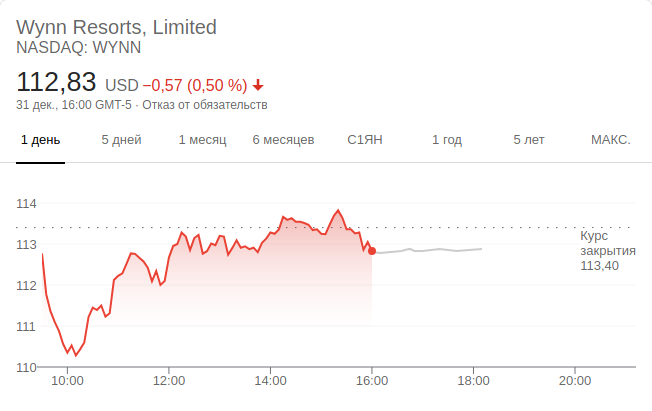 Wynn Resorts, Limited
NASDAQ: WYNN
112,83 USD −0,57 (0,50 %)
31 дек., 16:00 GMT-5 · Отказ от обязательств
1 день 5 дней 1 месяц 6 месяцев С1ЯН 1 год 5 лет МАКС.
114
113
112
111
110
Курс
закрытия
113,40
10:00 12:00 14:00 16:00 18:00 20:00